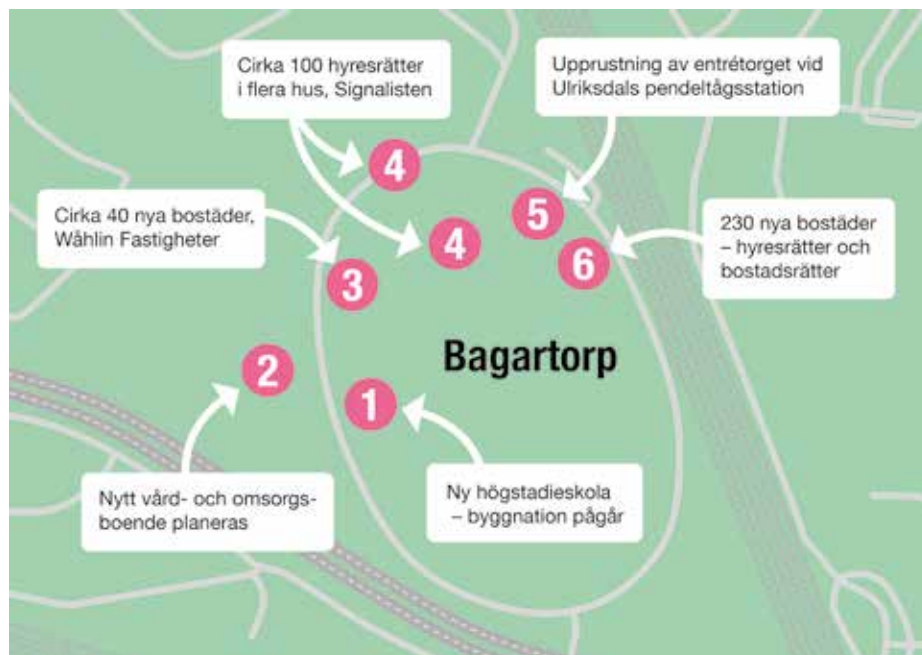 Cirka 100 hyresrätter
i flera hus, Signalisten
Upprustning av entrétorget vid
Ulriksdals pendeltågsstation
4
Cirka 40 nya bostäder,
Wåhlin Fastigheter
5
230 nya bostäder
– hyresrätter och
bostadsrätter
4
6
3
Bagartorp
2
1
Nytt vård- och omsorgs-
boende planeras
Ny högstadieskola
– byggnation pågår